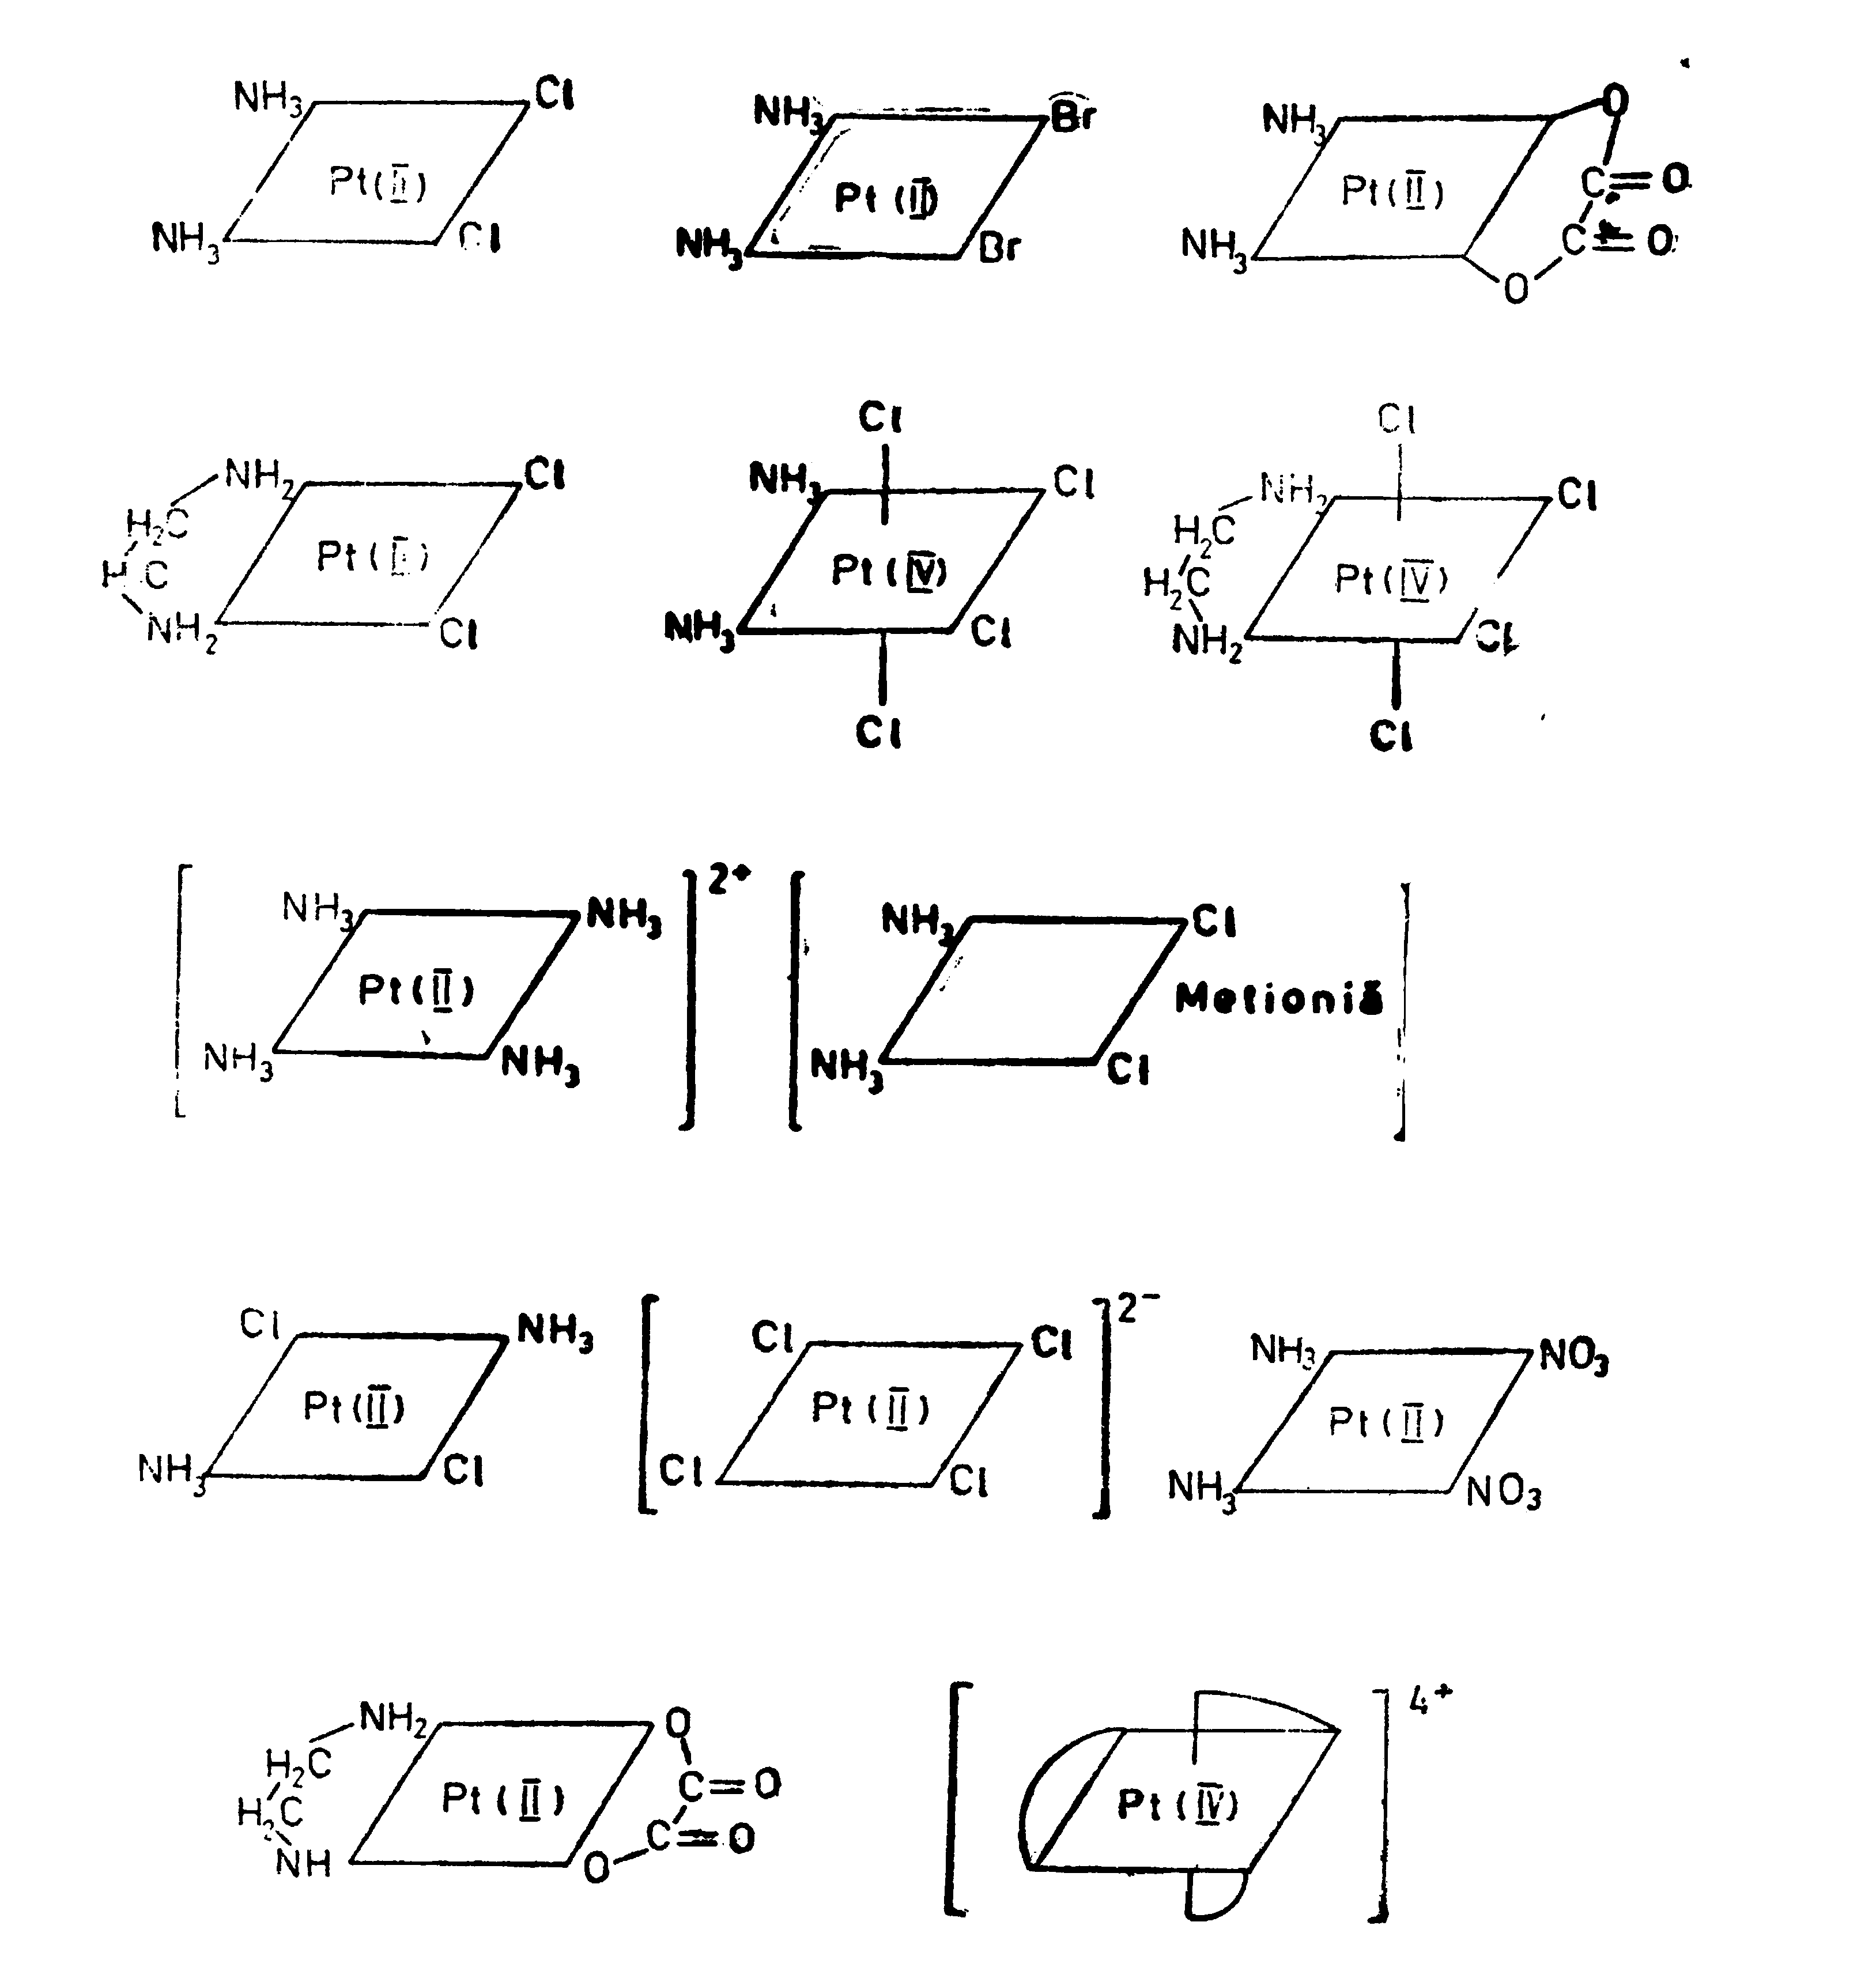 NH3 Cl NH3 Br NH3 O
Pt(II) Pt(II) Pt(II) C=O
NH3 Cl NH3 Br NH3 C=O
O
Cl Cl
NH2 Cl NH3 Cl NH2 Cl
H2C H2C
Pt( ) Pt(IV) Pt(IV)
H C H2C
NH2 Cl NH3 Cl NH2 Cl
Cl Cl
2+
NH3 NH3 NH3 Cl
Pt(II)
NH3 NH3 NH3 Cl
2-
Cl NH3 Cl Cl NH3 NO3
Pt(II) Pt(II) Pt(II)
NH3 Cl Cl Cl NH3 NO3
4+
NH2 O
H2C C=O
Pt(II) Pt(IV)
H2C C=O
NH O